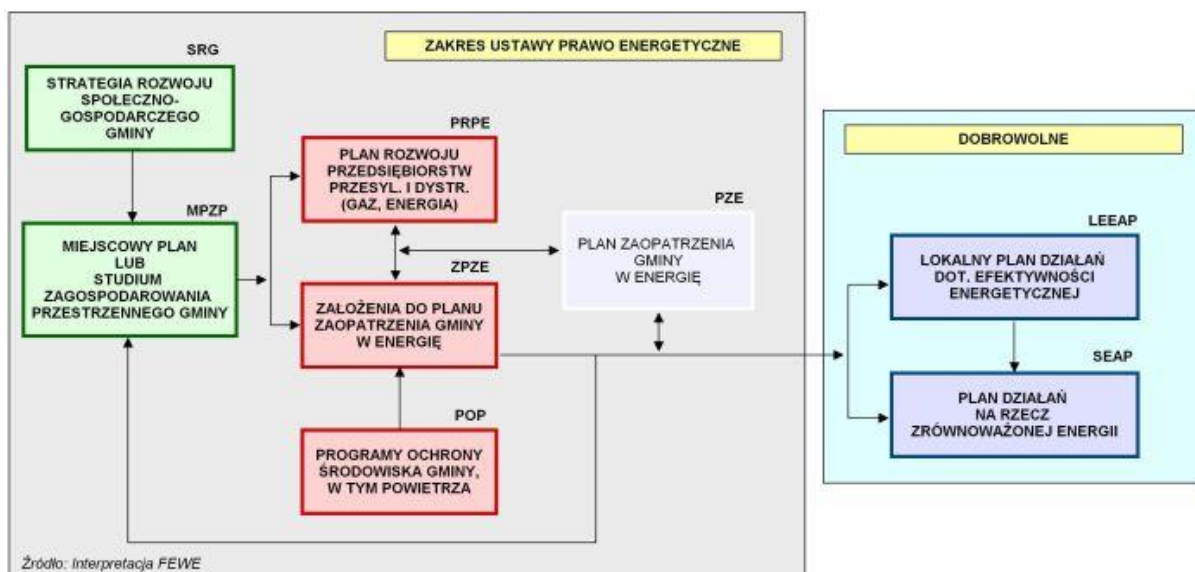 ZAKRES USTAWY PRAWO ENERGETYCZNE
SRG
STRATEGIA ROZWOJU
SPOŁECZNO-
GOSPODARCZEGO
GMINY
MPZP
MIEJSCOWY PLAN
LUB
STUDIUM
ZAGOSPODAROWANIA
PRZESTRZENNEGO GMINY
PRPE
PLAN ROZWOJU
PRZEDSIĘBIORSTW
PRZESYL. I DYSTR.
(GAZ, ENERGIA)
ZPZE
ZAŁOŻENIA DO PLANU
ZAOPATRZENIA GMINY
W ENERGIĘ
POP
PROGRAMY OCHRONY
ŚRODOWISKA GMINY,
W TYM POWIETRZA
PZE
PLAN ZAOPATRZENIA
GMINY
W ENERGIĘ
DOBROWOLNE
LEEAP
LOKALNY PLAN DZIAŁAŃ
DOT. EFEKTYWNOŚCI
ENERGETYCZNEJ
SEAP
PLAN DZIAŁAŃ
NA RZECZ
ZRÓWNOWAŻONEJ ENERGII
Źródło: Interpretacja FEWE